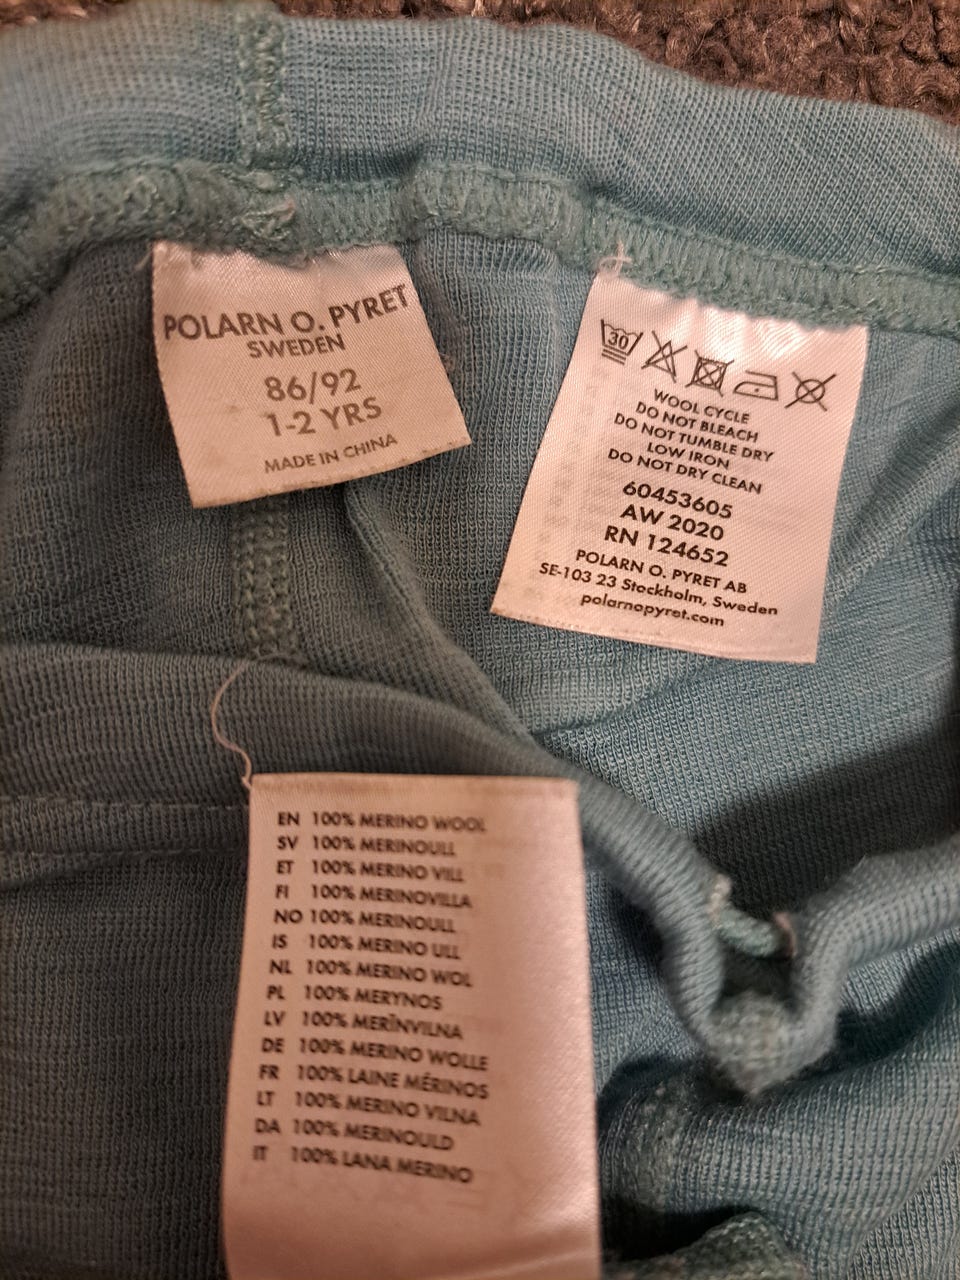 POLARN O. PYRET
SWEDEN
86/92
1-2 YRS
MADE IN CHINA
30
WOOL CYCLE
DO NOT BLEACH
DO NOT TUMBLE DRY
LOW IRON
DO NOT DRY CLEAN
60453605
AW 2020
RN 124652
POLARN O. PYRET AB
SE-103 23 Stockholm, Sweden
polarnopyret.com
EN 100% MERINO WOOL
SV 100% MERINOULL
ET 100% MERINO VILL
FI 100% MERINOVILLA
NO 100% MERINOULL
IS 100% MERINO ULL
NL 100% MERINO WOL
PL 100% MERYNOS
LV 100% MERĪNVILNA
DE 100% MERINO WOLLE
FR 100% LAINE MÉRINOS
LT 100% MERINO VILNA
DA 100% MERINOULD
IT 100% LANA MERINO